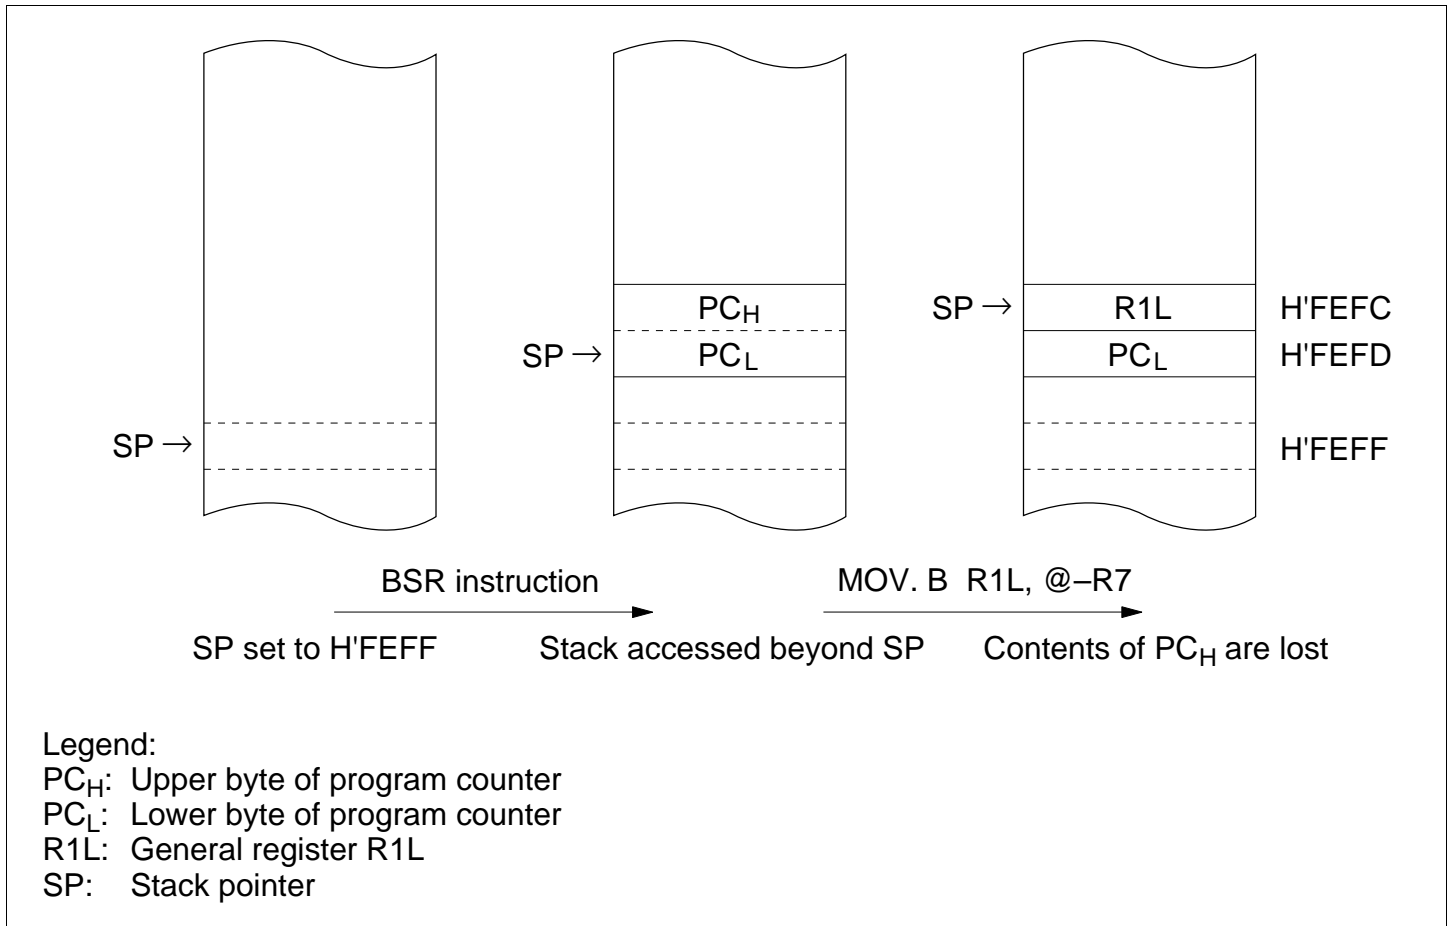 PCH
SP → R1L H'FEFC
SP → PCL PCL H'FEFD
SP → H'FEFF
BSR instruction MOV. B R1L, @–R7
SP set to H'FEFF Stack accessed beyond SP Contents of PCH are lost
Legend:
PCH: Upper byte of program counter
PCL: Lower byte of program counter
R1L: General register R1L
SP: Stack pointer